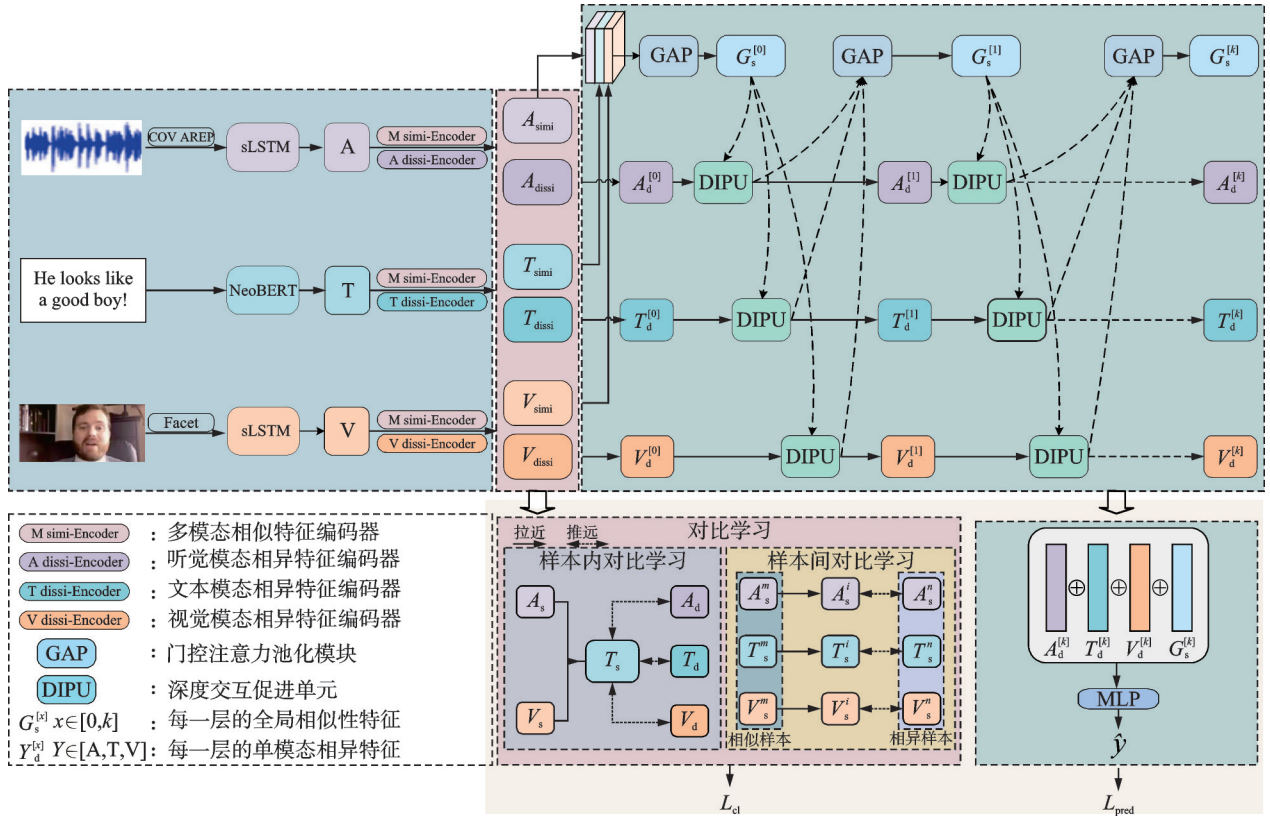 GAP
G_s^[0]
GAP
G_s^[1]
GAP
G_s^[k]
COV AREP
sLSTM
A
M simi-Encoder
A dissi-Encoder
A_simi
A_dissi
A_d^[0]
DIPU
A_d^[1]
DIPU
A_d^[k]
He looks like
a good boy!
NeoBERT
T
M simi-Encoder
T dissi-Encoder
T_simi
T_dissi
T_d^[0]
DIPU
T_d^[1]
DIPU
T_d^[k]
Facet
sLSTM
V
M simi-Encoder
V dissi-Encoder
V_simi
V_dissi
V_d^[0]
DIPU
V_d^[1]
DIPU
V_d^[k]
M simi-Encoder : 多模态相似特征编码器
A dissi-Encoder : 听觉模态相异特征编码器
T dissi-Encoder : 文本模态相异特征编码器
V dissi-Encoder : 视觉模态相异特征编码器
GAP : 门控注意力池化模块
DIPU : 深度交互促进单元
G_s^[x] x∈[0,k] : 每一层的全局相似性特征
Y_d^[x] Y∈[A,T,V] : 每一层的单模态相异特征
拉近 推远 对比学习
样本内对比学习
A_s A_d
T_s T_d
V_s V_d
样本间对比学习
A_s^m A_s^i A_s^n
T_s^m T_s^i T_s^n
V_s^m V_s^i V_s^n
相似样本 相异样本
L_cl
⊕ ⊕ ⊕
A_d^[k] T_d^[k] V_d^[k] G_s^[k]
MLP
ŷ
L_pred